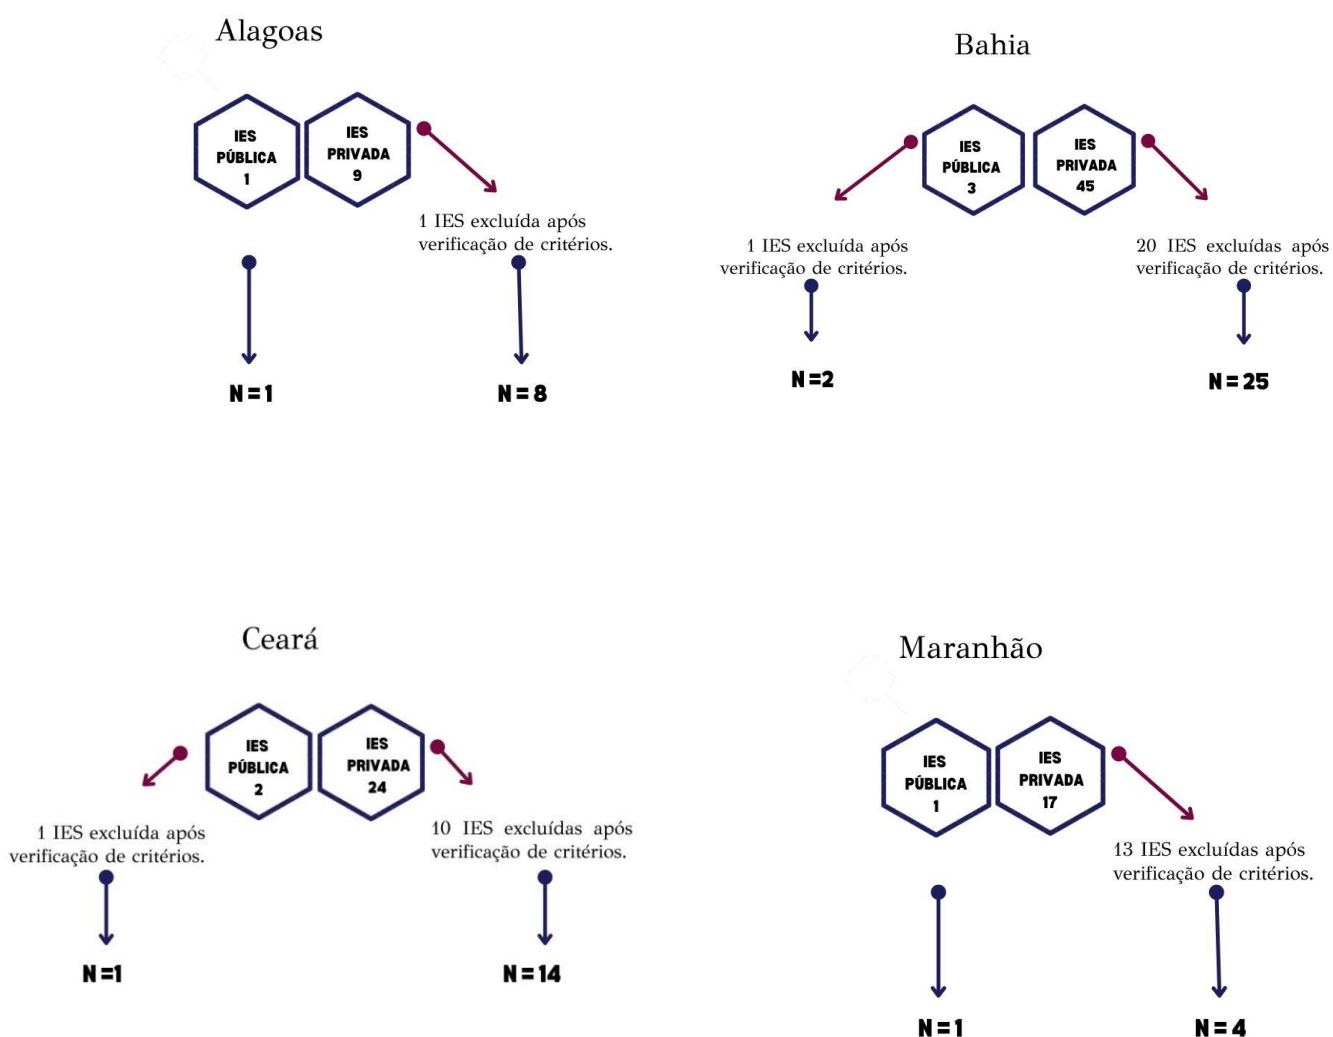 Alagoas
IES
PÚBLICA
1
IES
PRIVADA
9
1 IES excluída após
verificação de critérios.
N = 1
N = 8
Bahia
IES
PÚBLICA
3
IES
PRIVADA
45
1 IES excluída após
verificação de critérios.
20 IES excluídas após
verificação de critérios.
N =2
N = 25
Ceará
IES
PÚBLICA
2
IES
PRIVADA
24
1 IES excluída após
verificação de critérios.
10 IES excluídas após
verificação de critérios.
N =1
N = 14
Maranhão
IES
PÚBLICA
1
IES
PRIVADA
17
13 IES excluídas após
verificação de critérios.
N = 1
N = 4